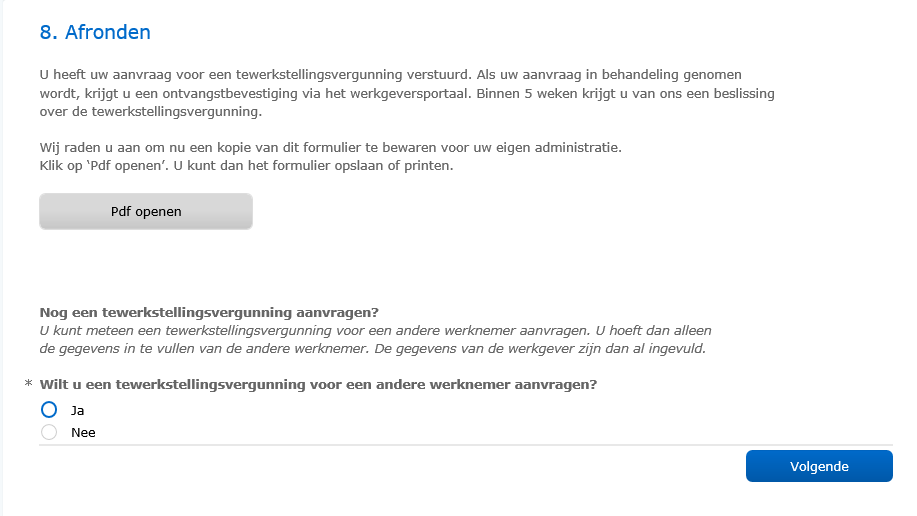 8. Afronden
U heeft uw aanvraag voor een tewerkstellingsvergunning verstuurd. Als uw aanvraag in behandeling genomen
wordt, krijgt u een ontvangstbevestiging via het werkgeversportaal. Binnen 5 weken krijgt u van ons een beslissing
over de tewerkstellingsvergunning.
Wij raden u aan om nu een kopie van dit formulier te bewaren voor uw eigen administratie.
Klik op ‘Pdf openen’. U kunt dan het formulier opslaan of printen.
Pdf openen
Nog een tewerkstellingsvergunning aanvragen?
U kunt meteen een tewerkstellingsvergunning voor een andere werknemer aanvragen. U hoeft dan alleen
de gegevens in te vullen van de andere werknemer. De gegevens van de werkgever zijn dan al ingevuld.
* Wilt u een tewerkstellingsvergunning voor een andere werknemer aanvragen?
Ja
Nee
Volgende